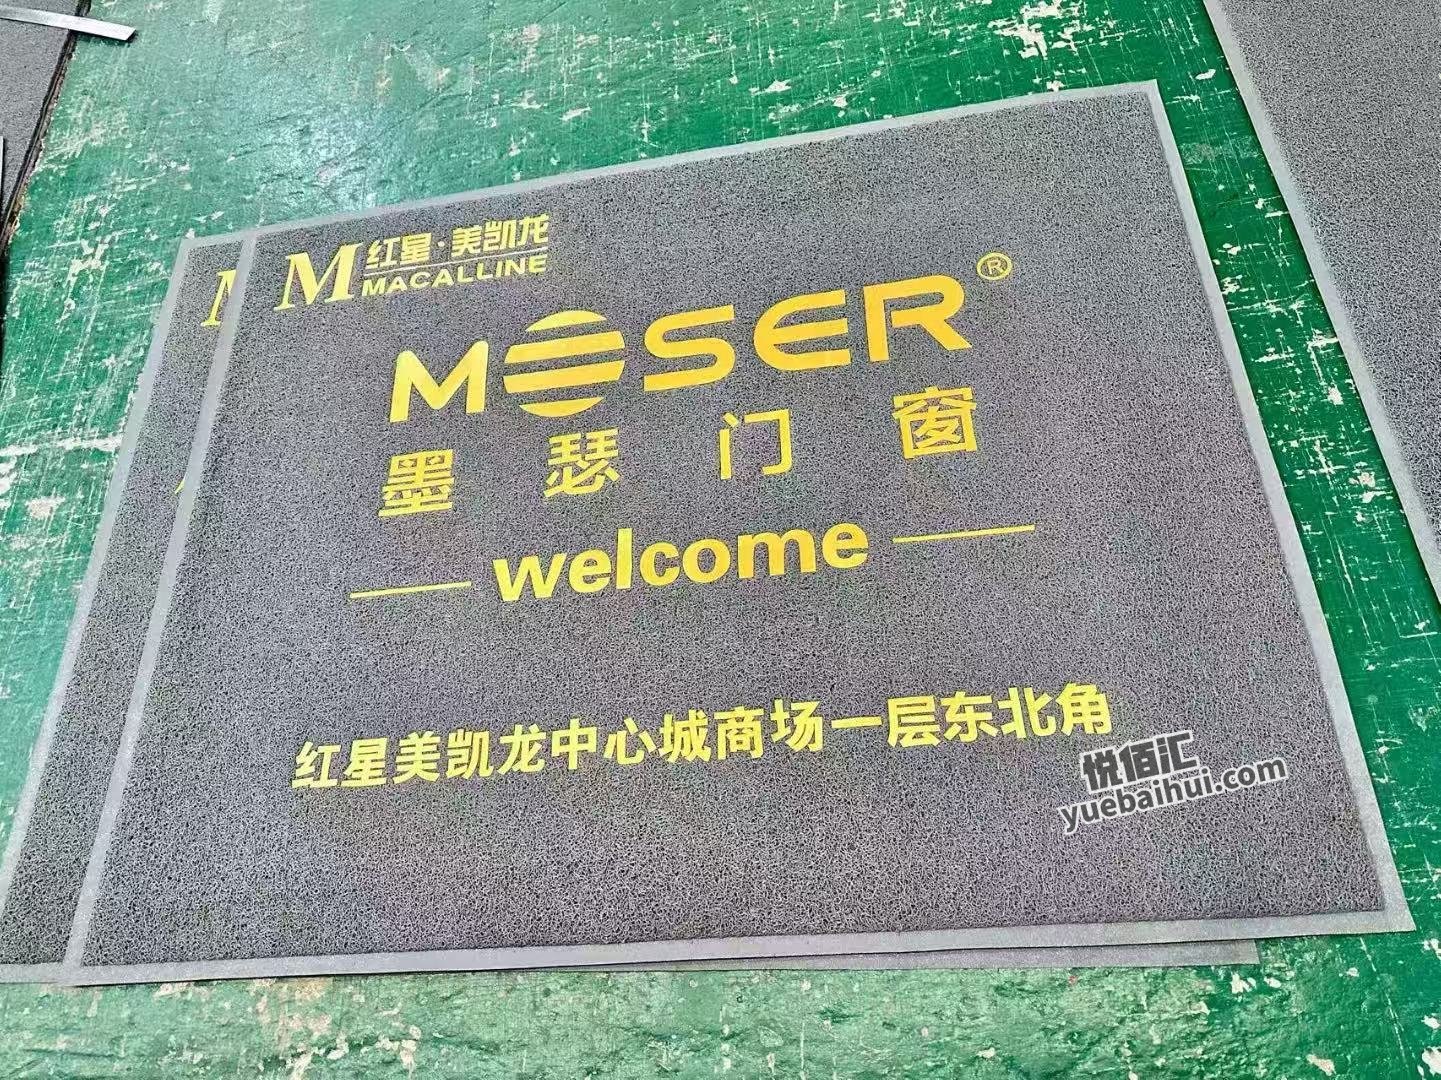 M 红星·美凯龙
MACALLINE
MOSER®
墨瑟门窗
welcome
红星美凯龙中心城商场一层东北角
悦佰汇
yuebaihui.com
M